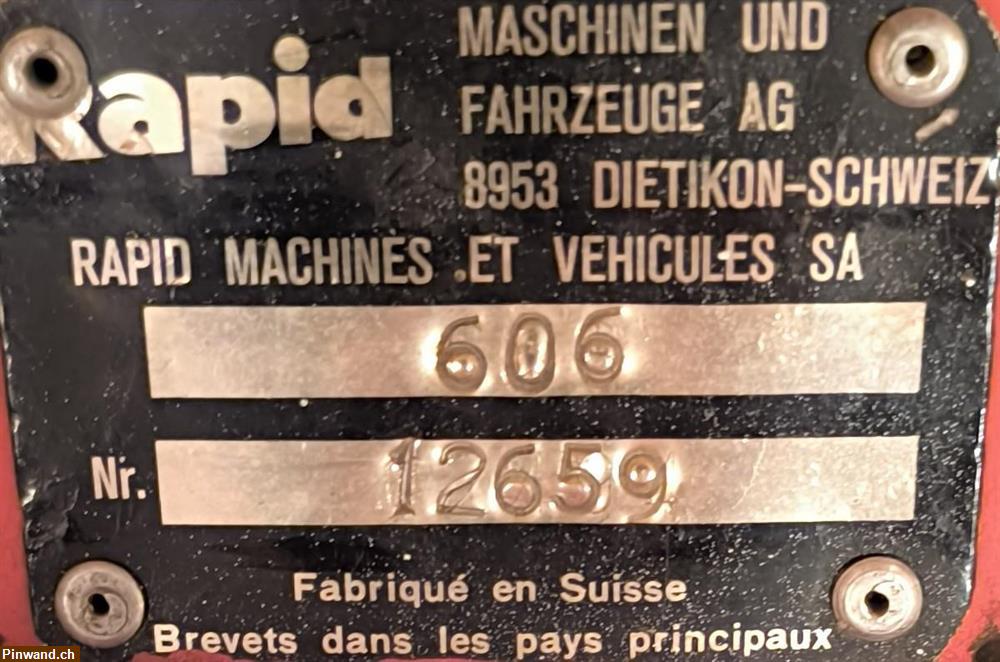 Rapid
MASCHINEN UND
FAHRZEUGE AG
8953 DIETIKON-SCHWEIZ
RAPID MACHINES ET VEHICULES SA
606
Nr. 12659
Fabriqué en Suisse
Brevets dans les pays principaux
Pinwand.ch